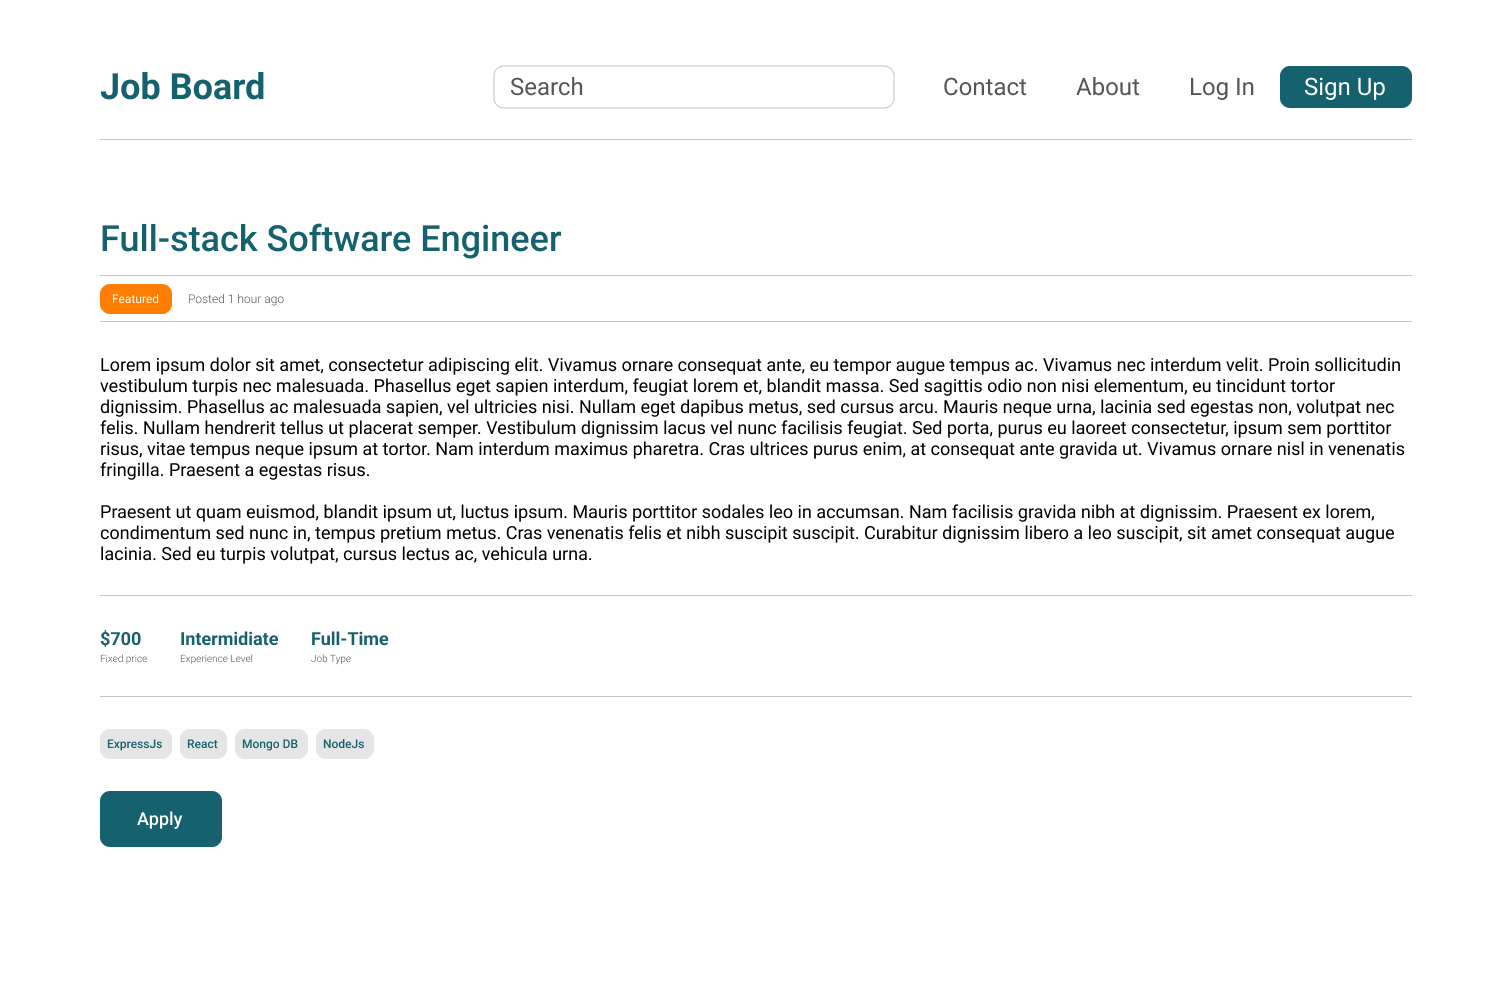 Job Board
Search
Contact
About
Log In
Sign Up
Full-stack Software Engineer
Featured
Posted 1 hour ago
Lorem ipsum dolor sit amet, consectetur adipiscing elit. Vivamus ornare consequat ante, eu tempor augue tempus ac. Vivamus nec interdum velit. Proin sollicitudin
vestibulum turpis nec malesuada. Phasellus eget sapien interdum, feugiat lorem et, blandit massa. Sed sagittis odio non nisi elementum, eu tincidunt tortor
dignissim. Phasellus ac malesuada sapien, vel ultricies nisi. Nullam eget dapibus metus, sed cursus arcu. Mauris neque urna, lacinia sed egestas non, volutpat nec
felis. Nullam hendrerit tellus ut placerat semper. Vestibulum dignissim lacus vel nunc facilisis feugiat. Sed porta, purus eu laoreet consectetur, ipsum sem porttitor
risus, vitae tempus neque ipsum at tortor. Nam interdum maximus pharetra. Cras ultrices purus enim, at consequat ante gravida ut. Vivamus ornare nisl in venenatis
fringilla. Praesent a egestas risus.
Praesent ut quam euismod, blandit ipsum ut, luctus ipsum. Mauris porttitor sodales leo in accumsan. Nam facilisis gravida nibh at dignissim. Praesent ex lorem,
condimentum sed nunc in, tempus pretium metus. Cras venenatis felis et nibh suscipit suscipit. Curabitur dignissim libero a leo suscipit, sit amet consequat augue
lacinia. Sed eu turpis volutpat, cursus lectus ac, vehicula urna.
$700
Fixed price
Intermidiate
Experience Level
Full-Time
Job Type
ExpressJs
React
Mongo DB
NodeJs
Apply